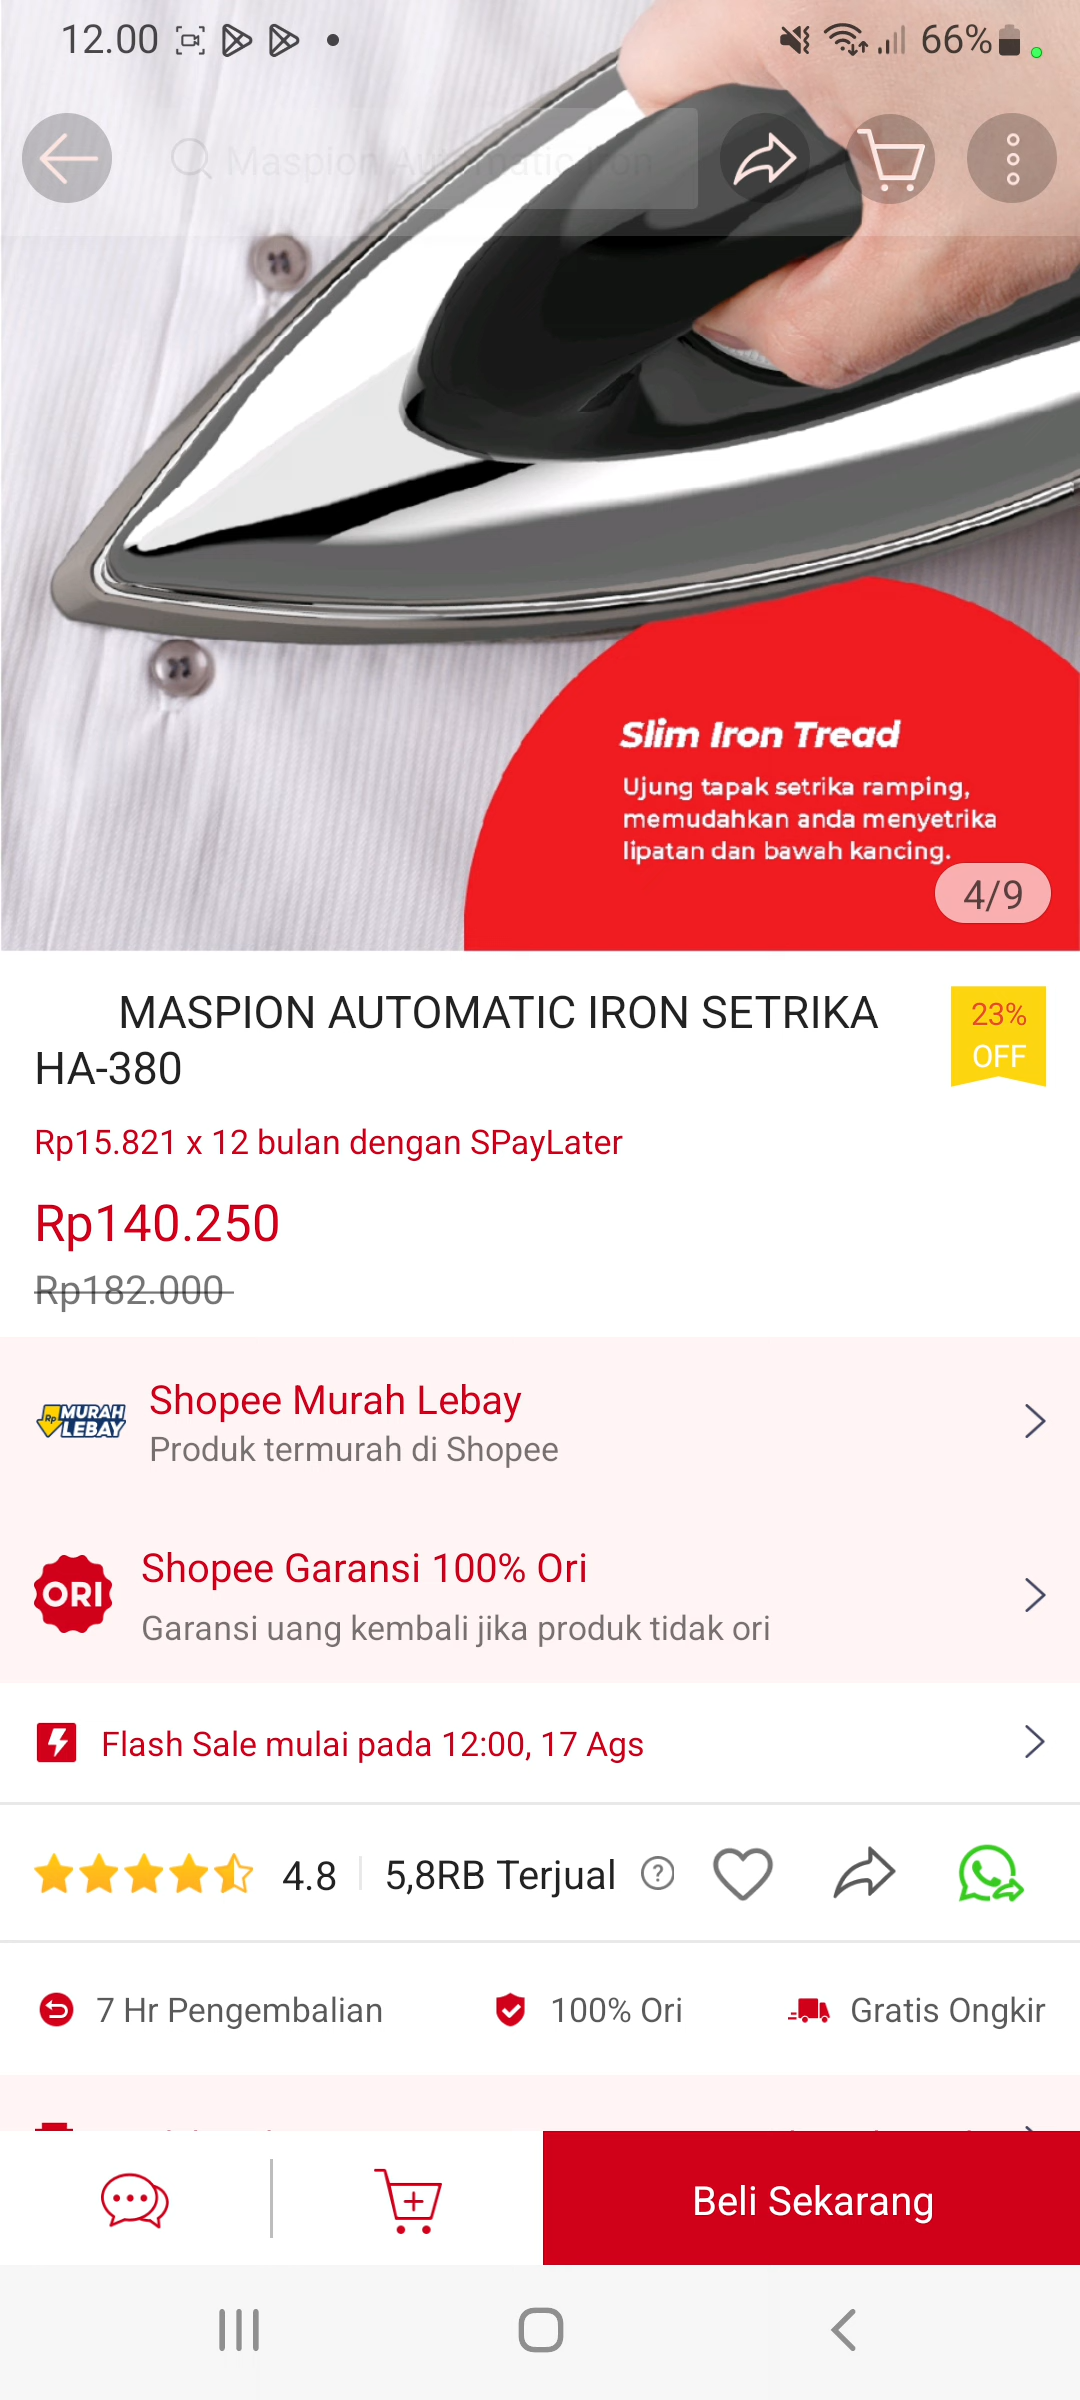 12.00
66%
Maspion Automatic Iron
Slim Iron Tread
Ujung tapak setrika ramping,
memudahkan anda menyetrika
lipatan dan bawah kancing.
4/9
MASPION AUTOMATIC IRON SETRIKA
HA-380
23%
OFF
Rp15.821 x 12 bulan dengan SPayLater
Rp140.250
Rp182.000
Rp MURAH
LEBAY
Shopee Murah Lebay
Produk termurah di Shopee
ORI
Shopee Garansi 100% Ori
Garansi uang kembali jika produk tidak ori
Flash Sale mulai pada 12:00, 17 Ags
4.8
5,8RB Terjual
?
7 Hr Pengembalian
100% Ori
Gratis Ongkir
Beli Sekarang